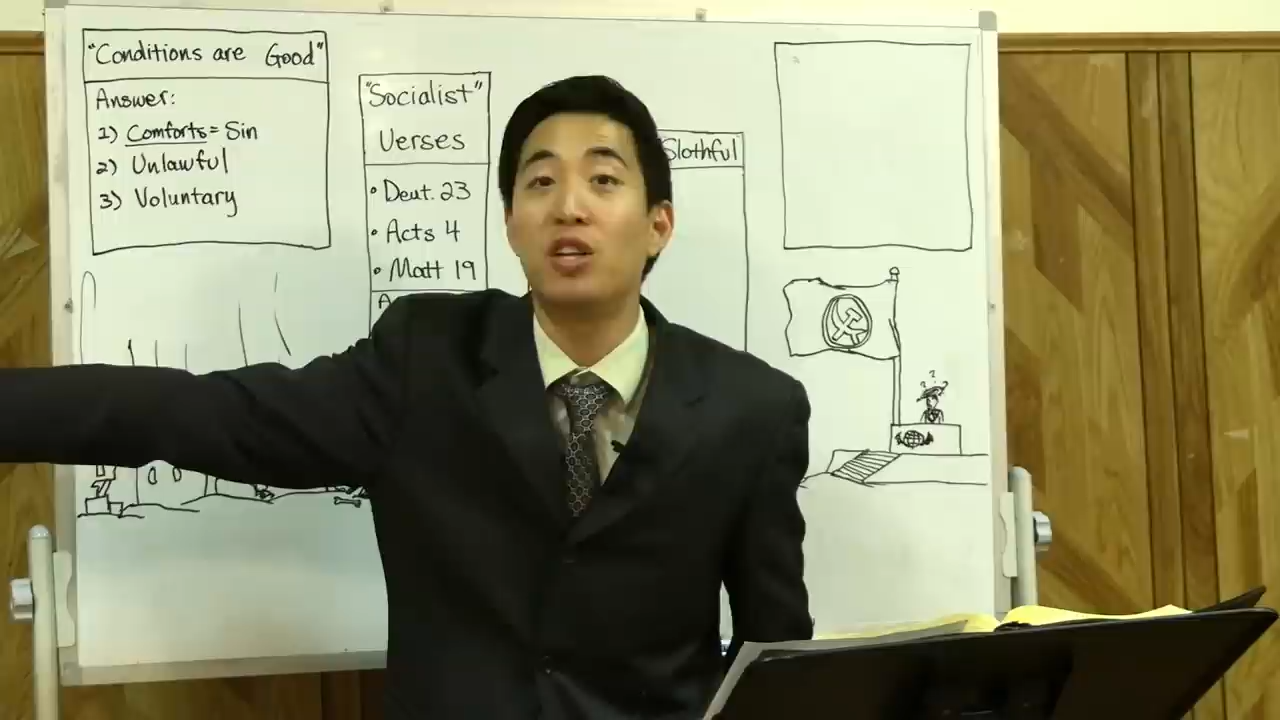 "Conditions are Good"
Answer:
1) Comforts = Sin
2) Unlawful
3) Voluntary
"Socialist"
Verses
• Deut. 23
• Acts 4
• Matt 19
A
Slothful
? ? ?